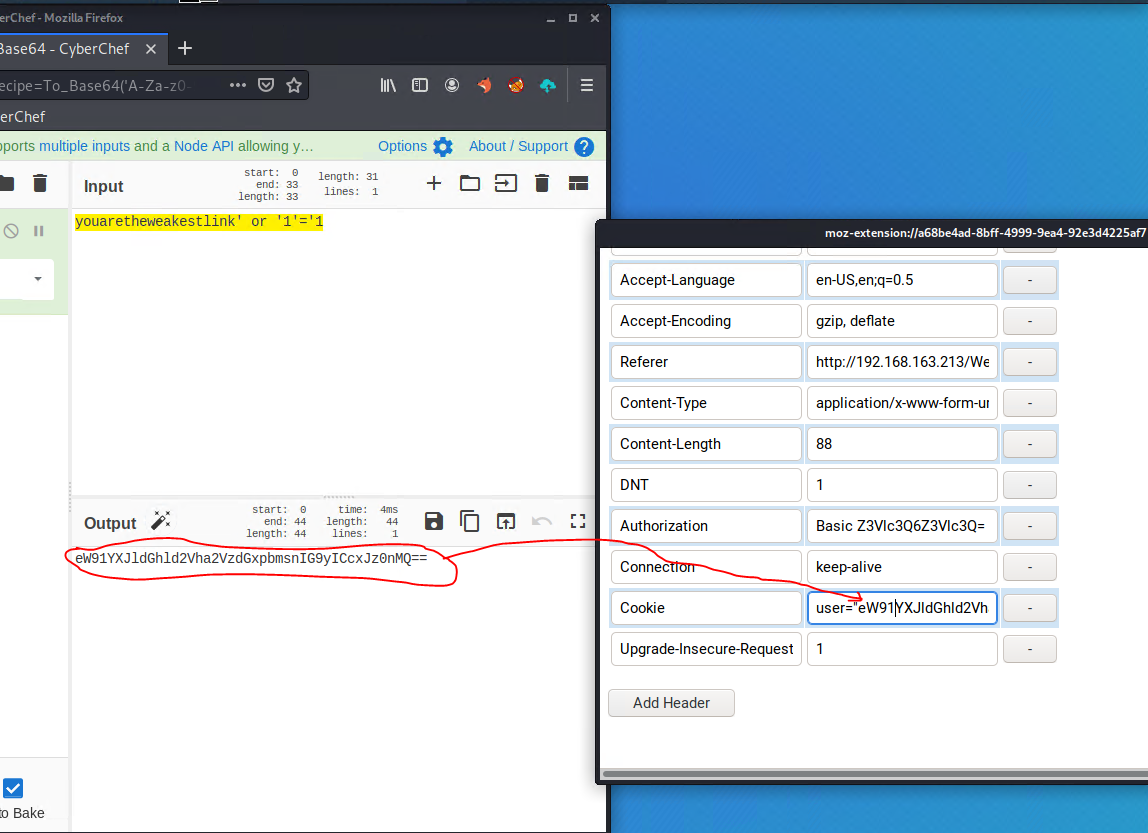 erChef - Mozilla Firefox
Base64 - CyberChef
ecipe=To_Base64('A-Za-z0-
erChef
pports multiple inputs and a Node API allowing y…
Options
About / Support
Input
start: 0
end: 33
length: 33
length: 31
lines: 1
youaretheweakestlink' or '1'='1
Output
start: 0
end: 44
length: 44
time: 4ms
length: 44
lines: 1
eW91YXJldGhld2Vha2VzdGxpbmsnIG9yICcxJz0nMQ==
to Bake
moz-extension://a68be4ad-8bff-4999-9ea4-92e3d4225af7
Accept-Language en-US,en;q=0.5 -
Accept-Encoding gzip, deflate -
Referer http://192.168.163.213/We -
Content-Type application/x-www-form-ur -
Content-Length 88 -
DNT 1 -
Authorization Basic Z3Vlc3Q6Z3Vlc3Q= -
Connection keep-alive -
Cookie user="eW91YXJldGhld2Vh -
Upgrade-Insecure-Request 1 -
Add Header